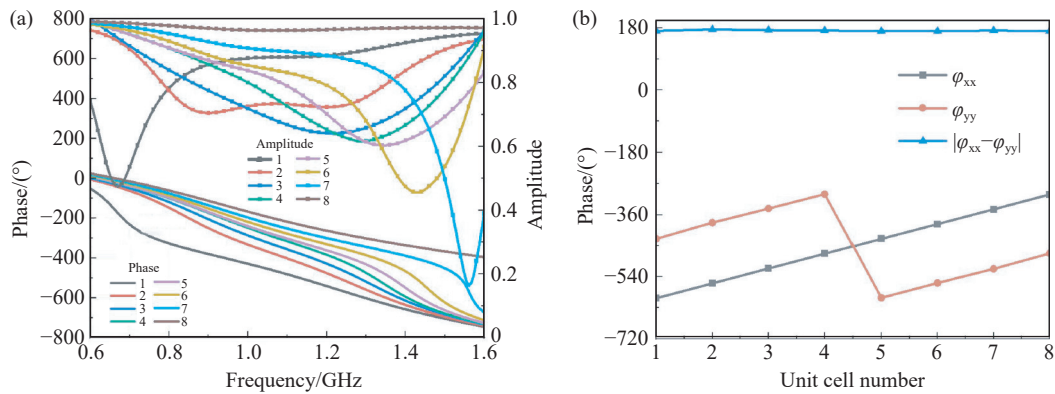 (a)
800
600
400
200
0
−200
−400
−600
−800
Phase/(°)
1.0
0.8
0.6
0.4
0.2
0
Amplitude
Amplitude
1 5
2 6
3 7
4 8
Phase
1 5
2 6
3 7
4 8
0.6 0.8 1.0 1.2 1.4 1.6
Frequency/GHz
(b)
180
0
−180
−360
−540
−720
Phase/(°)
φxx
φyy
|φxx−φyy|
1 2 3 4 5 6 7 8
Unit cell number